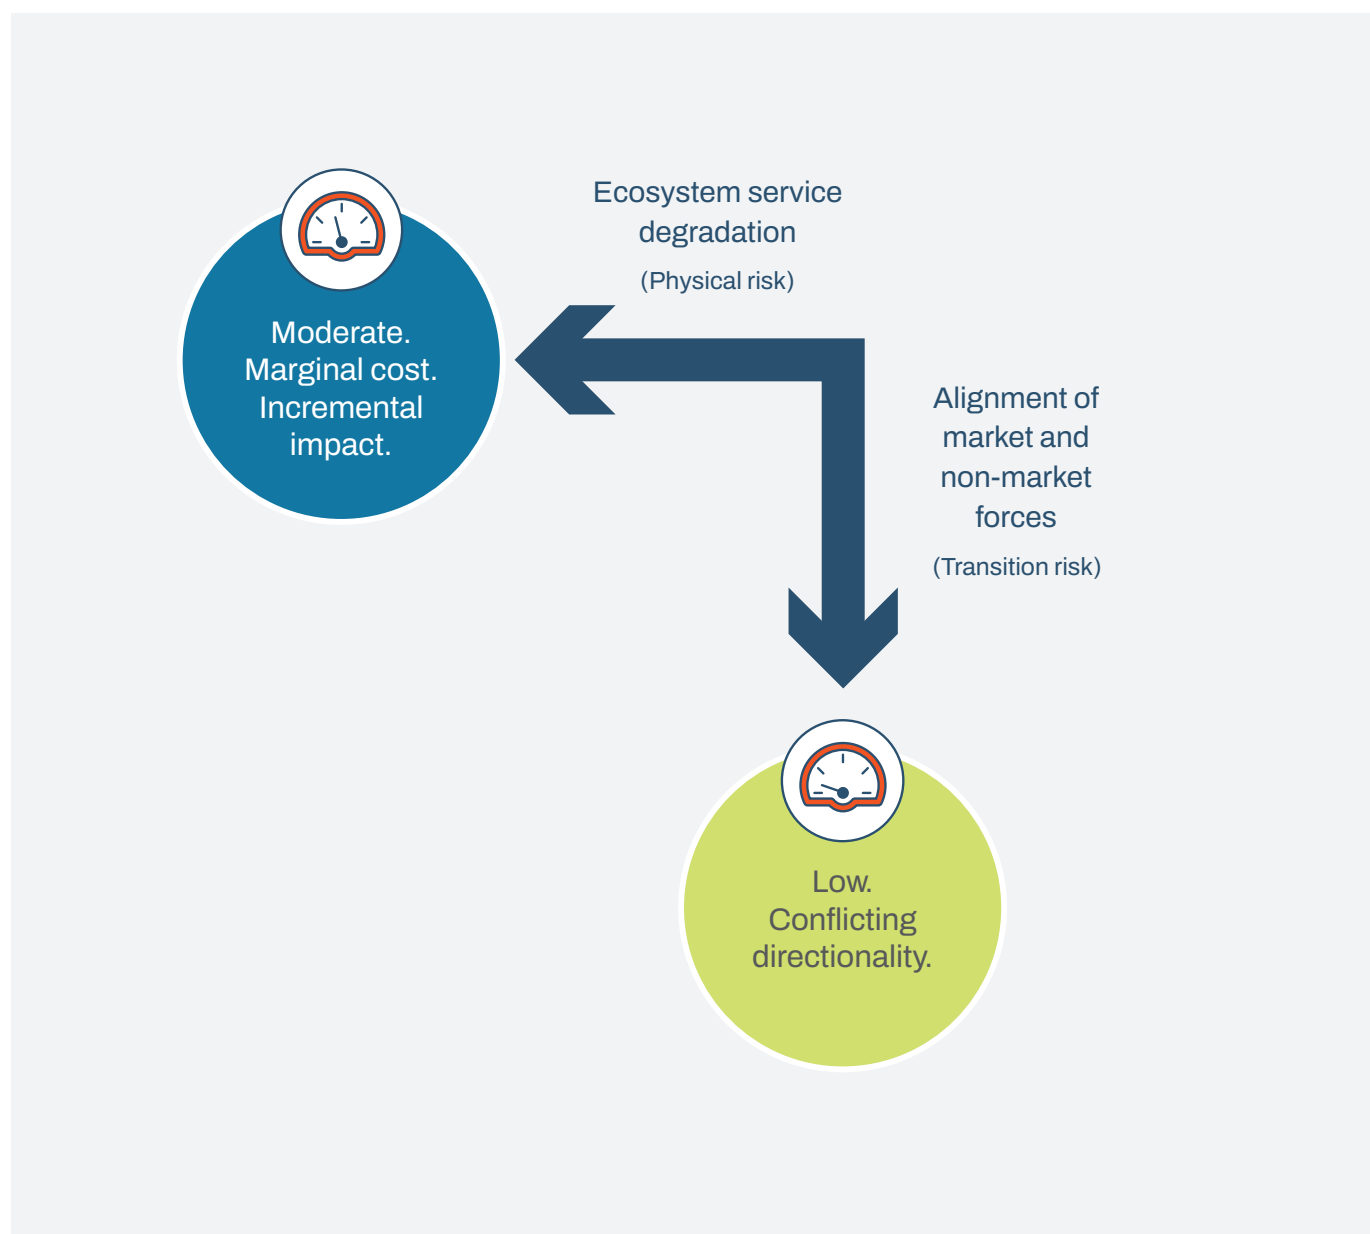 Ecosystem service
degradation
(Physical risk)
Moderate.
Marginal cost.
Incremental
impact.
Alignment of
market and
non-market
forces
(Transition risk)
Low.
Conflicting
directionality.